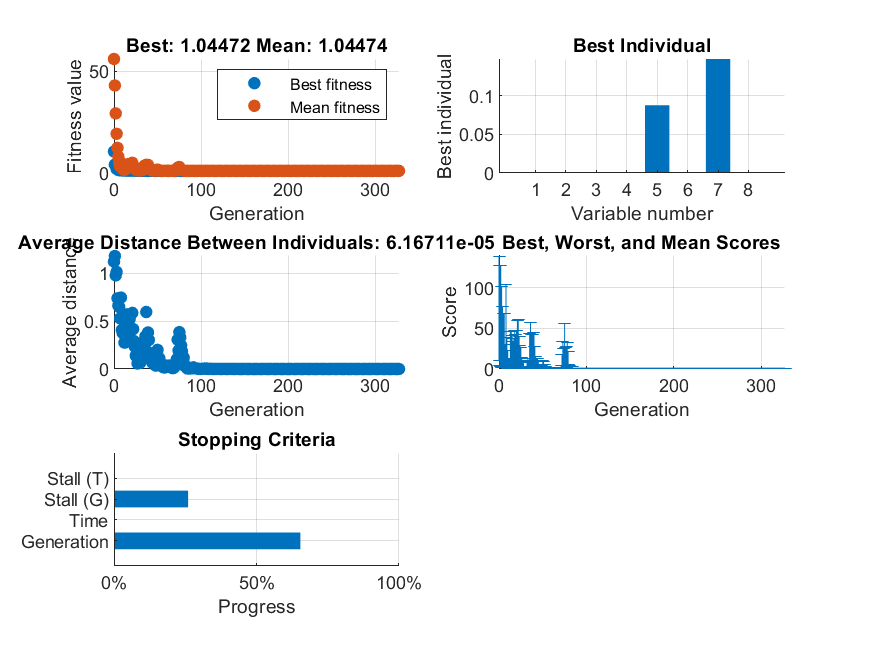 Best: 1.04472 Mean: 1.04474
Fitness value
50
0
Best fitness
Mean fitness
0 100 200 300
Generation
Best Individual
Best individual
0.1
0.05
0
1 2 3 4 5 6 7 8
Variable number
Average Distance Between Individuals: 6.16711e-05
Average distance
1
0.5
0
0 100 200 300
Generation
Best, Worst, and Mean Scores
Score
100
50
0
0 100 200 300
Generation
Stopping Criteria
Stall (T)
Stall (G)
Time
Generation
0% 50% 100%
Progress